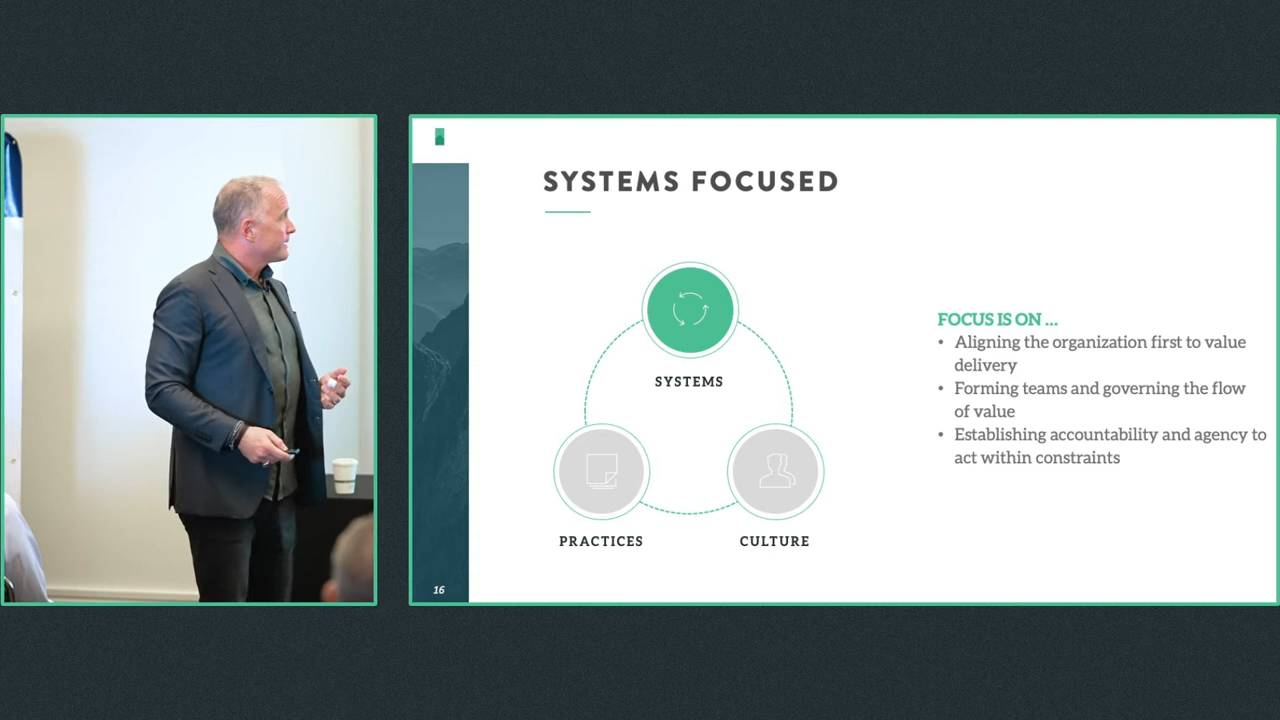 SYSTEMS FOCUSED
SYSTEMS
PRACTICES
CULTURE
FOCUS IS ON ...
• Aligning the organization first to value
delivery
• Forming teams and governing the flow
of value
• Establishing accountability and agency to
act within constraints
16